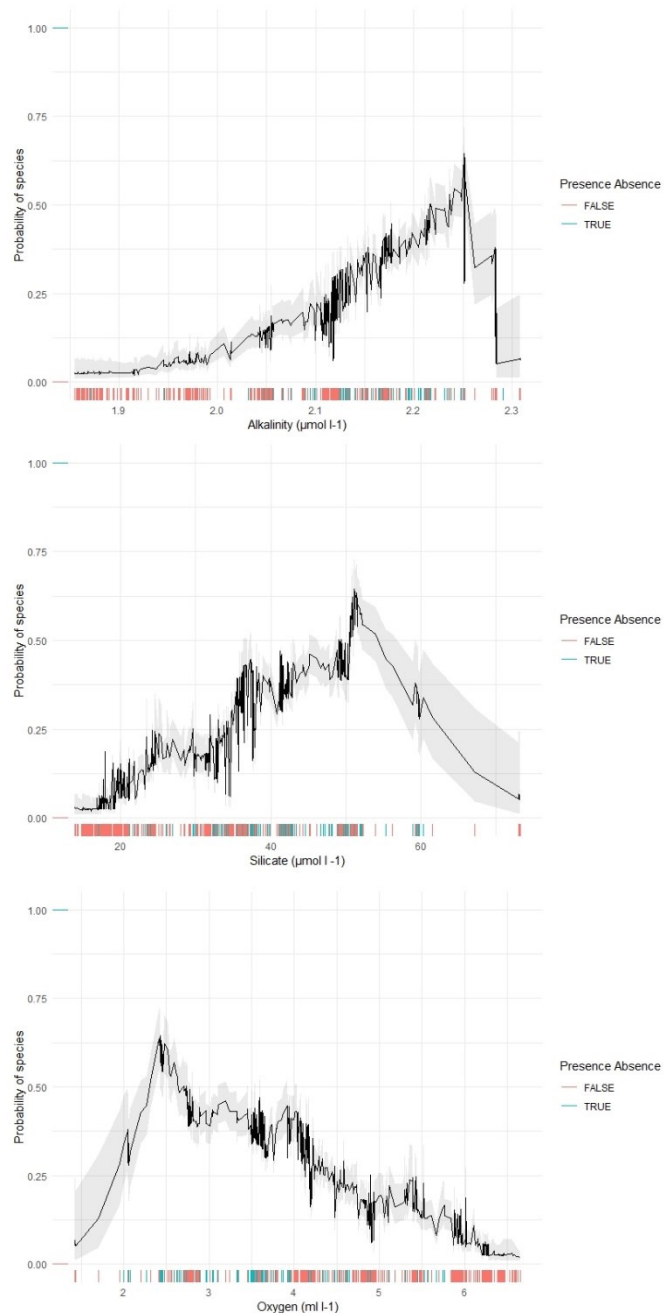 1.00
Presence Absence
0.75
FALSE
TRUE
Probability of species
0.50
0.25
0.00
1.9 2.0 2.1 2.2 2.3
Alkalinity (µmol l-1)
1.00
Presence Absence
0.75
FALSE
TRUE
Probability of species
0.50
0.25
0.00
20 40 60
Silicate (µmol l -1)
1.00
Presence Absence
0.75
FALSE
TRUE
Probability of species
0.50
0.25
0.00
2 3 4 5 6
Oxygen (ml l-1)